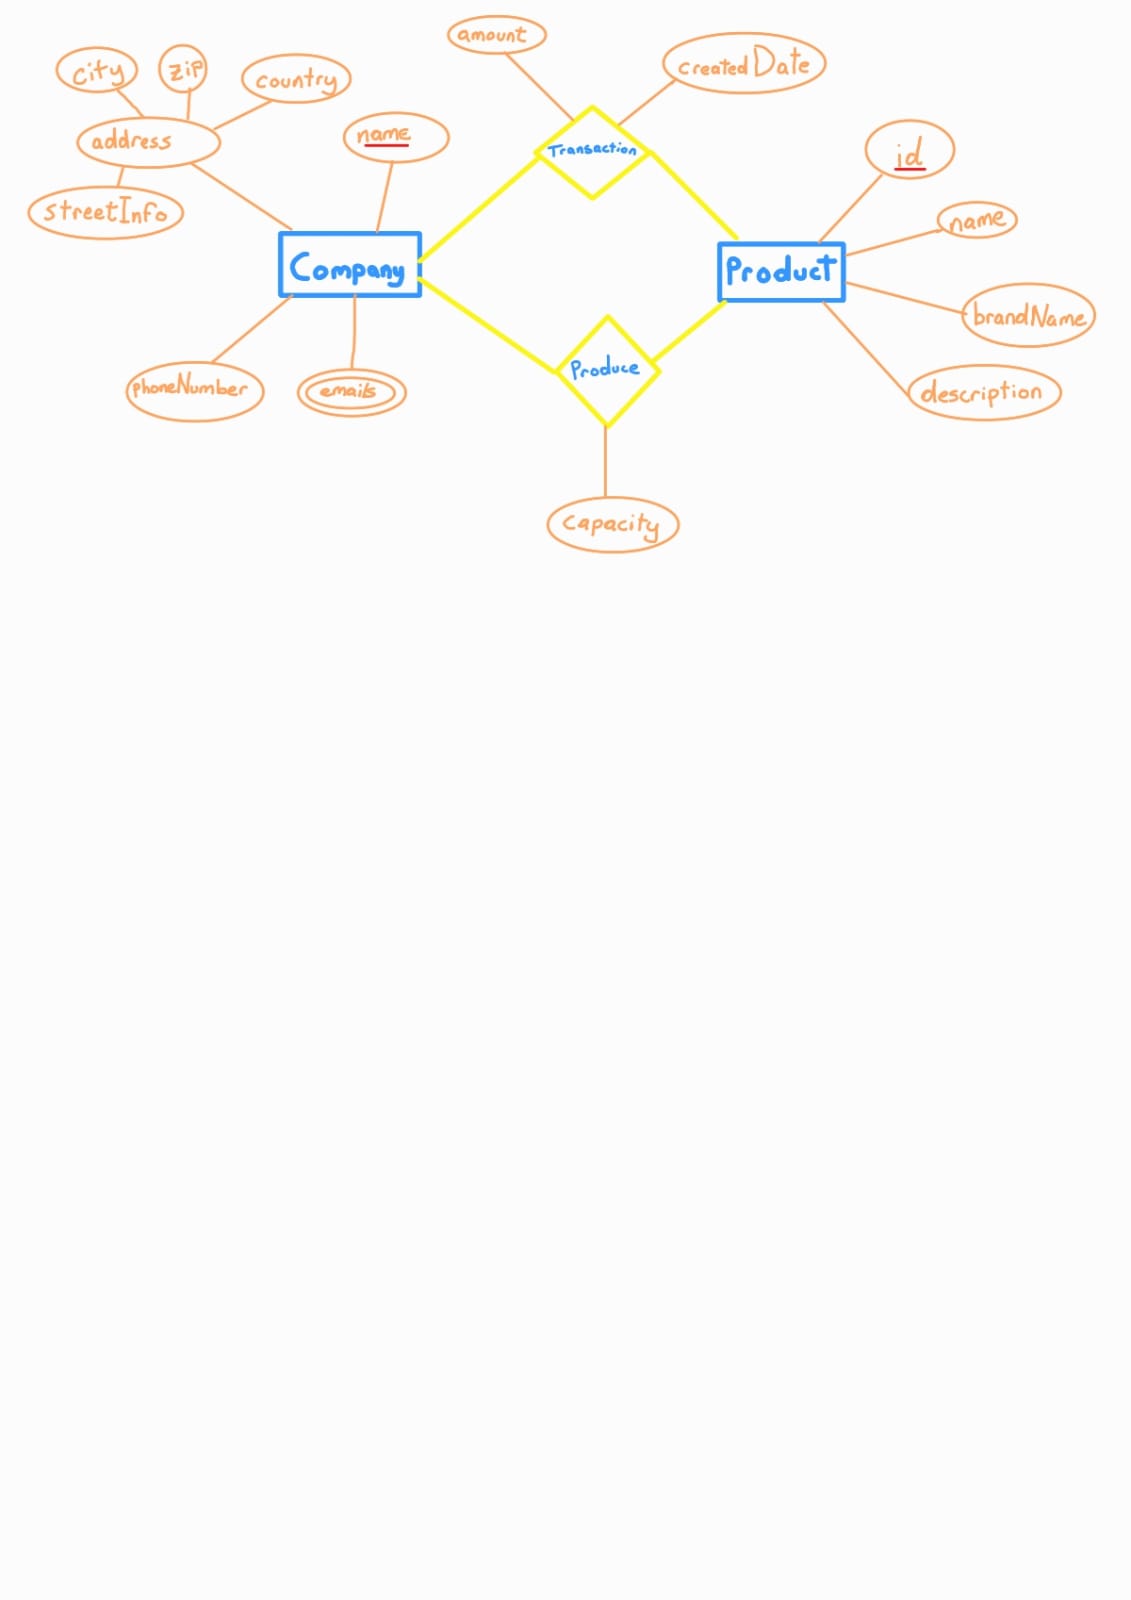 amount
createdDate
city
zip
country
address
name
Transaction
id
streetInfo
name
Company
Product
brandName
Produce
phoneNumber
emails
description
capacity